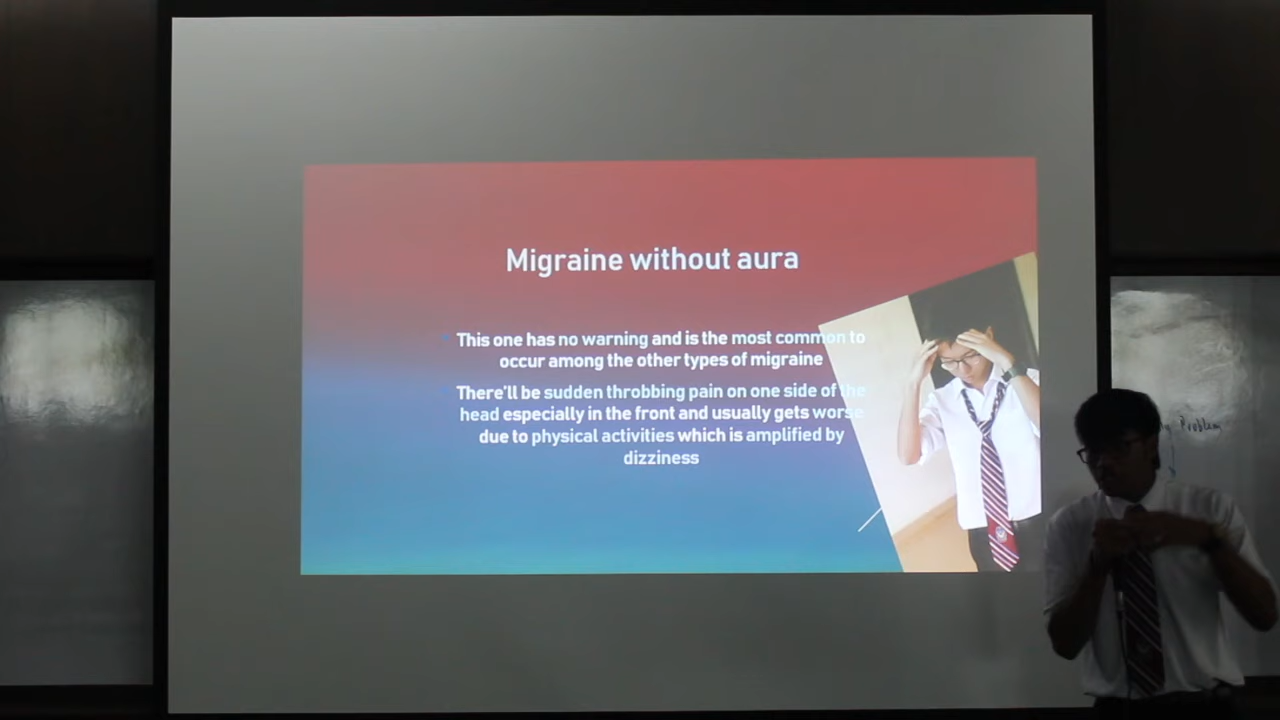 Migraine without aura
This one has no warning and is the most common to
occur among the other types of migraine
There'll be sudden throbbing pain on one side of the
head especially in the front and usually gets worse
due to physical activities which is amplified by
dizziness
Problem